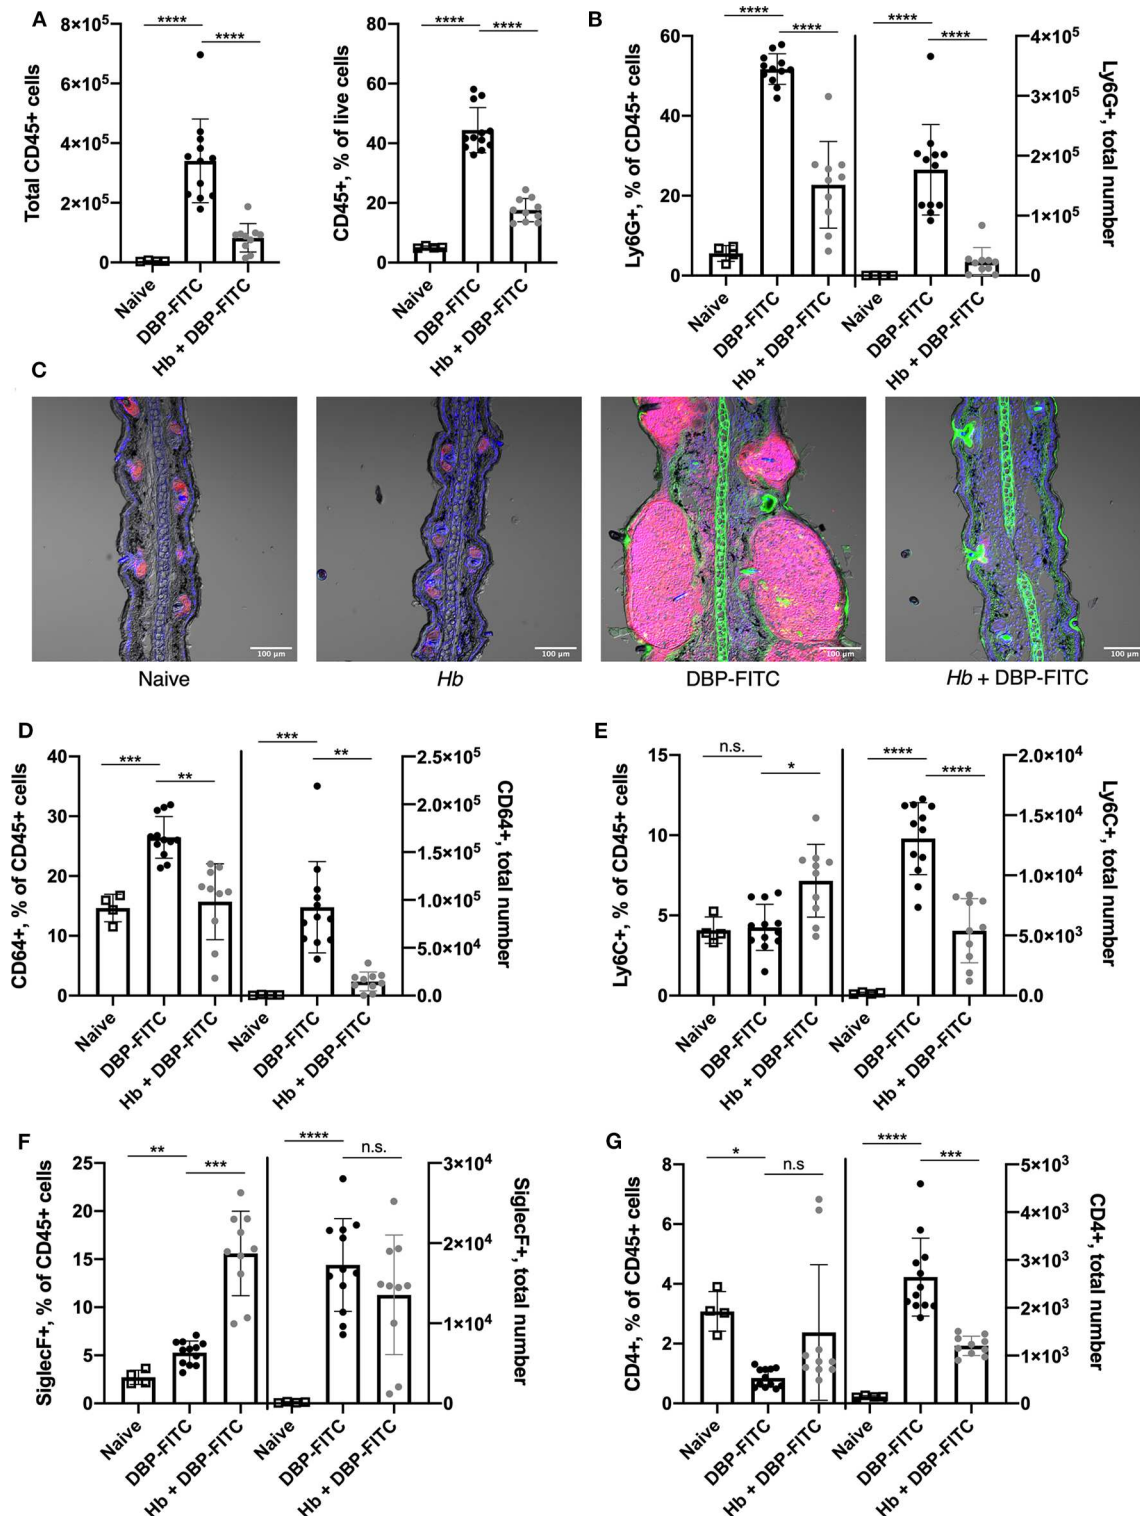 A
Total CD45+ cells
8×10⁵
6×10⁵
4×10⁵
2×10⁵
0
****
****
Naive
DBP-FITC
Hb + DBP-FITC
CD45+, % of live cells
80
60
40
20
0
****
****
Naive
DBP-FITC
Hb + DBP-FITC
B
Ly6G+, % of CD45+ cells
60
40
20
0
****
****
****
****
4×10⁵
3×10⁵
2×10⁵
1×10⁵
0
Ly6G+, total number
Naive
DBP-FITC
Hb + DBP-FITC
Naive
DBP-FITC
Hb + DBP-FITC
C
100 µm
100 µm
100 µm
100 µm
Naive
Hb
DBP-FITC
Hb + DBP-FITC
D
CD64+, % of CD45+ cells
40
30
20
10
0
***
**
***
**
2.5×10⁵
2.0×10⁵
1.5×10⁵
1.0×10⁵
5.0×10⁴
0.0
CD64+, total number
Naive
DBP-FITC
Hb + DBP-FITC
Naive
DBP-FITC
Hb + DBP-FITC
E
Ly6C+, % of CD45+ cells
15
10
5
0
n.s.
*
****
****
2.0×10⁴
1.5×10⁴
1.0×10⁴
5.0×10³
0.0
Ly6C+, total number
Naive
DBP-FITC
Hb + DBP-FITC
Naive
DBP-FITC
Hb + DBP-FITC
F
SiglecF+, % of CD45+ cells
25
20
15
10
5
0
**
***
****
n.s.
3×10⁴
2×10⁴
1×10⁴
0
SiglecF+, total number
Naive
DBP-FITC
Hb + DBP-FITC
Naive
DBP-FITC
Hb + DBP-FITC
G
CD4+, % of CD45+ cells
8
6
4
2
0
*
n.s
****
***
5×10³
4×10³
3×10³
2×10³
1×10³
0
CD4+, total number
Naive
DBP-FITC
Hb + DBP-FITC
Naive
DBP-FITC
Hb + DBP-FITC